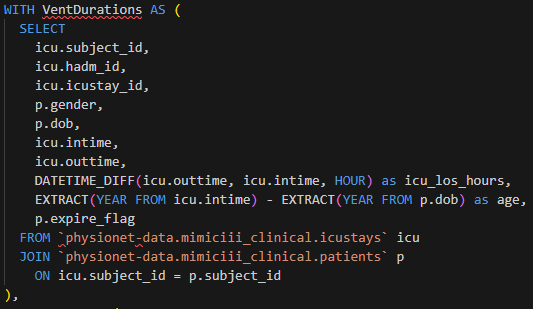 WITH VentDurations AS (
  SELECT
    icu.subject_id,
    icu.hadm_id,
    icu.icustay_id,
    p.gender,
    p.dob,
    icu.intime,
    icu.outtime,
    DATETIME_DIFF(icu.outtime, icu.intime, HOUR) as icu_los_hours,
    EXTRACT(YEAR FROM icu.intime) - EXTRACT(YEAR FROM p.dob) as age,
    p.expire_flag
  FROM `physionet-data.mimiciii_clinical.icustays` icu
  JOIN `physionet-data.mimiciii_clinical.patients` p
    ON icu.subject_id = p.subject_id
),